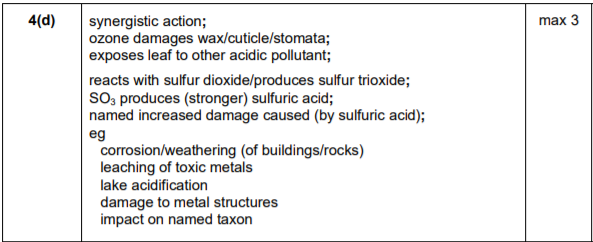 4(d)
synergistic action;
max 3
ozone damages wax/cuticle/stomata;
exposes leaf to other acidic pollutant;
reacts with sulfur dioxide/produces sulfur trioxide;
SO₃ produces (stronger) sulfuric acid;
named increased damage caused (by sulfuric acid);
eg
corrosion/weathering (of buildings/rocks)
leaching of toxic metals
lake acidification
damage to metal structures
impact on named taxon